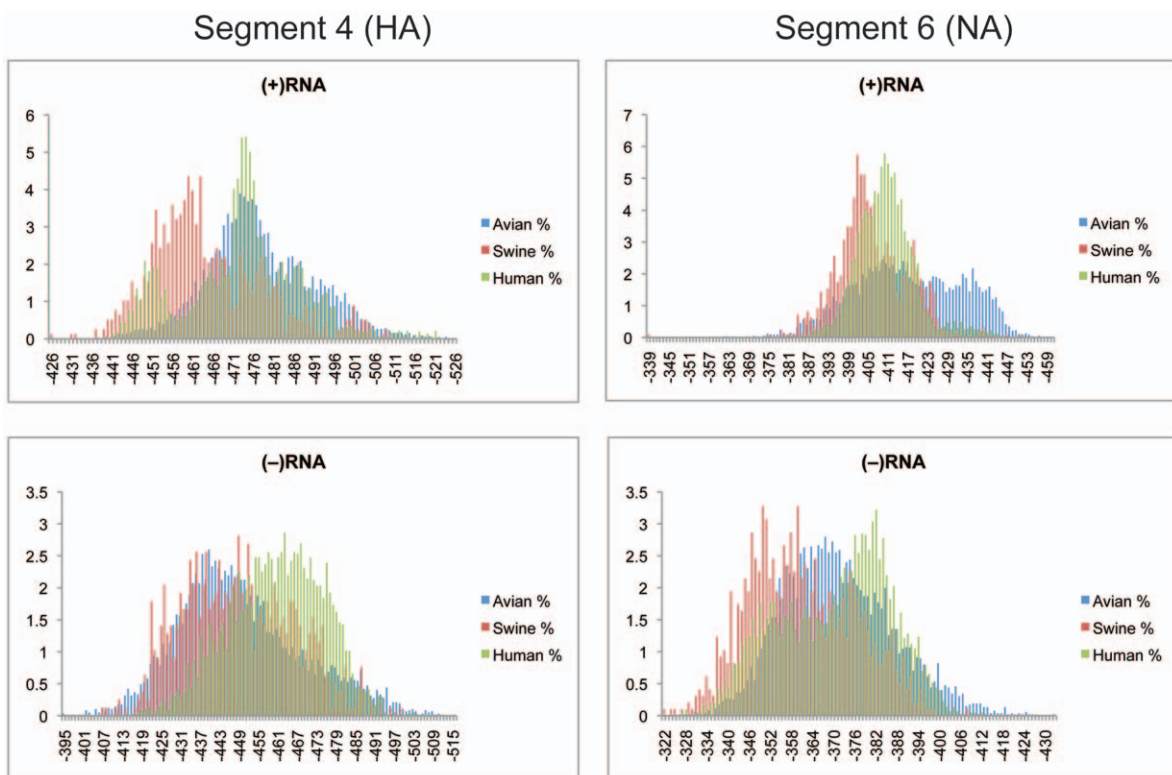 Segment 4 (HA)
(+)RNA
6
5
4
3
2
1
0
-426 -431 -436 -441 -446 -451 -456 -461 -466 -471 -476 -481 -486 -491 -496 -501 -506 -511 -516 -521 -526
Avian %
Swine %
Human %
Segment 6 (NA)
(+)RNA
7
6
5
4
3
2
1
0
-339 -345 -351 -357 -363 -369 -375 -381 -387 -393 -399 -405 -411 -417 -423 -429 -435 -441 -447 -453 -459
Avian %
Swine %
Human %
(–)RNA
3.5
3
2.5
2
1.5
1
0.5
0
-395 -401 -407 -413 -419 -425 -431 -437 -443 -449 -455 -461 -467 -473 -479 -485 -491 -497 -503 -509 -515
Avian %
Swine %
Human %
(–)RNA
3.5
3
2.5
2
1.5
1
0.5
0
-322 -328 -334 -340 -346 -352 -358 -364 -370 -376 -382 -388 -394 -400 -406 -412 -418 -424 -430
Avian %
Swine %
Human %